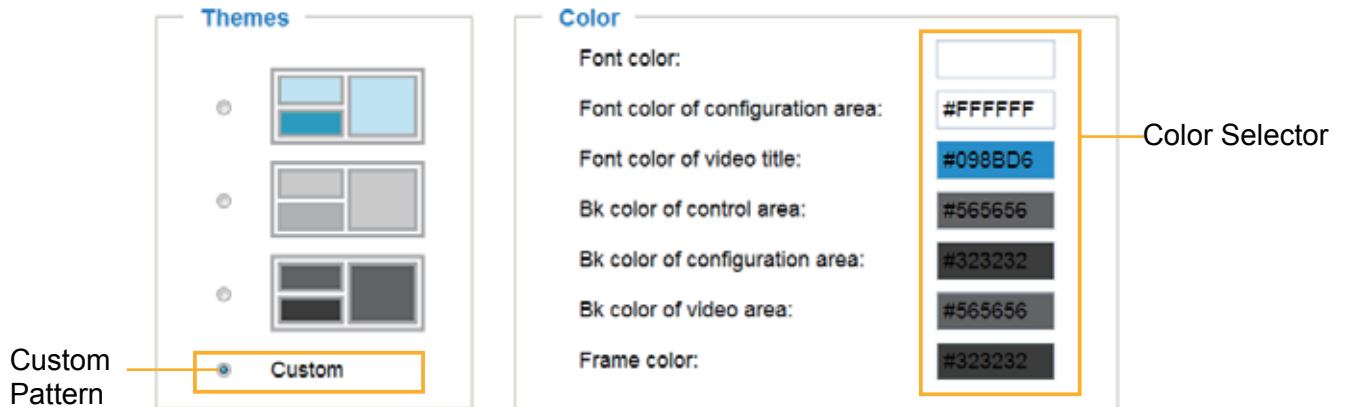 Themes
Custom
Custom
Pattern
Color
Font color:
Font color of configuration area: #FFFFFF
Font color of video title: #098BD6
Bk color of control area: #565656
Bk color of configuration area: #323232
Bk color of video area: #565656
Frame color: #323232
Color Selector